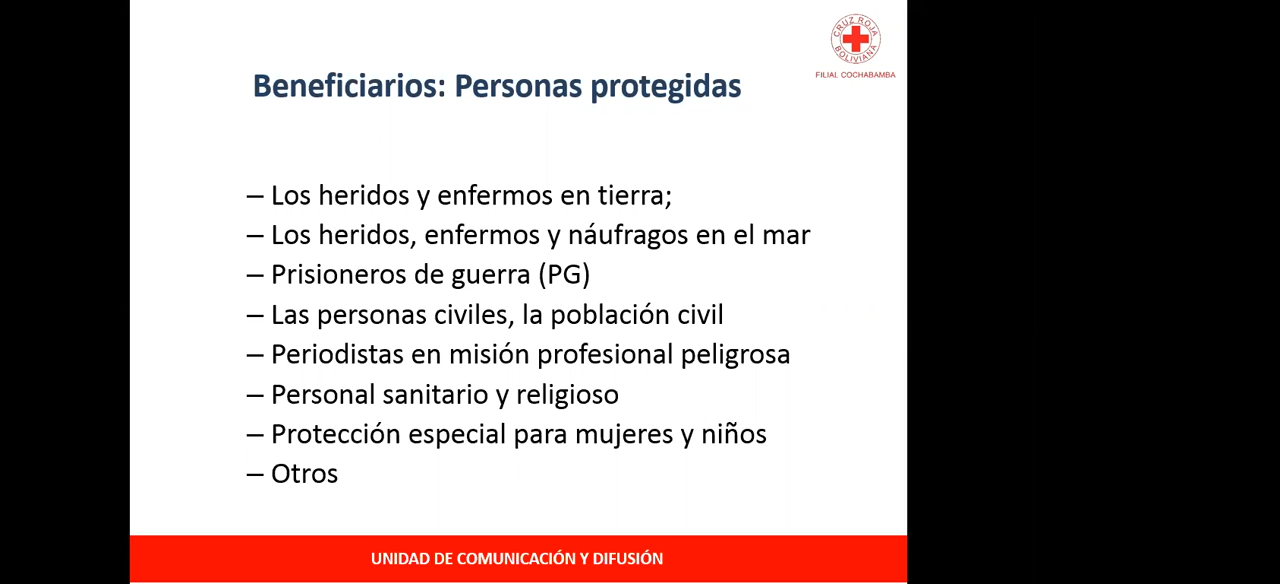 CRUZ ROJA
BOLIVIANA
FILIAL COCHABAMBA
Beneficiarios: Personas protegidas
– Los heridos y enfermos en tierra;
– Los heridos, enfermos y náufragos en el mar
– Prisioneros de guerra (PG)
– Las personas civiles, la población civil
– Periodistas en misión profesional peligrosa
– Personal sanitario y religioso
– Protección especial para mujeres y niños
– Otros
UNIDAD DE COMUNICACIÓN Y DIFUSIÓN